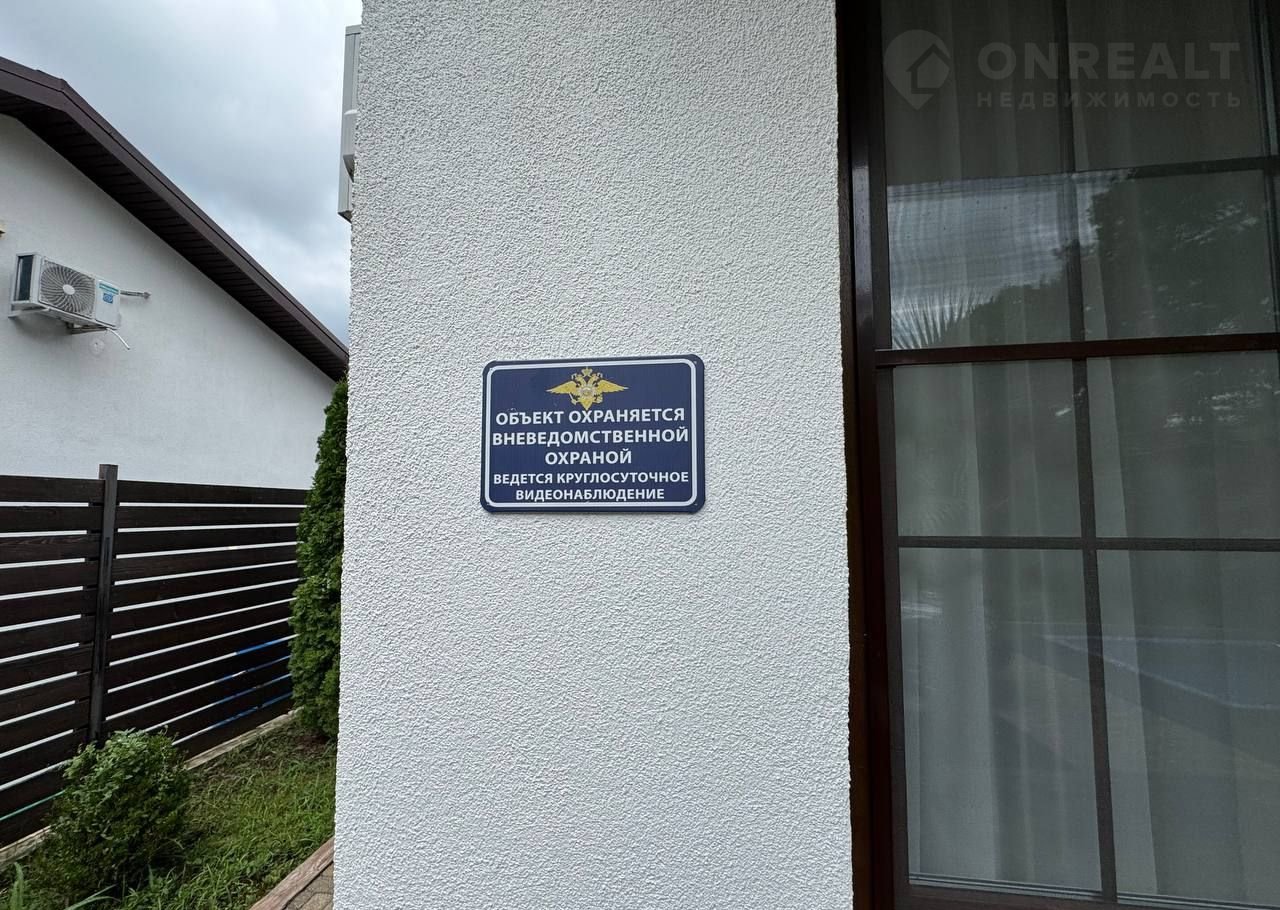 ONREALT
НЕДВИЖИМОСТЬ
ОБЪЕКТ ОХРАНЯЕТСЯ
ВНЕВЕДОМСТВЕННОЙ
ОХРАНОЙ
ВЕДЕТСЯ КРУГЛОСУТОЧНОЕ
ВИДЕОНАБЛЮДЕНИЕ